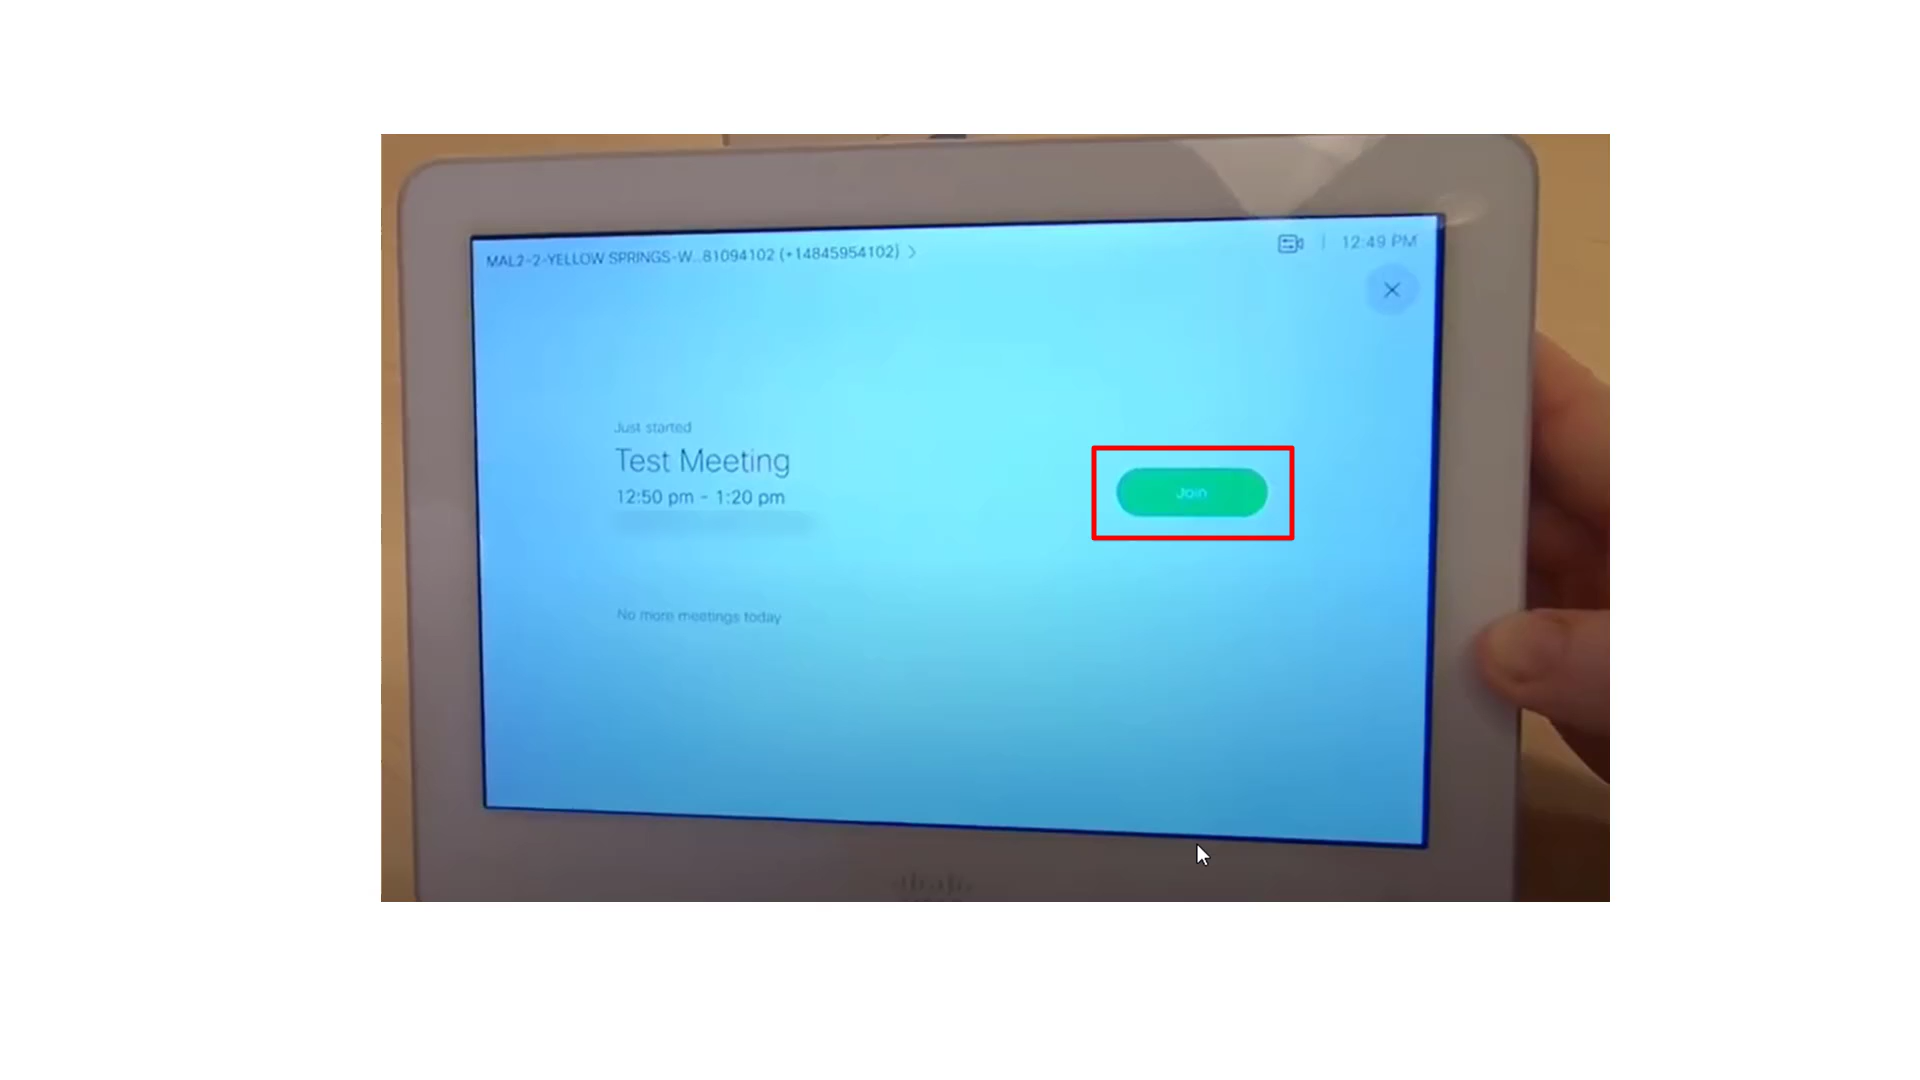 MAL2-2-YELLOW SPRINGS-W...81094102 (+14845954102) >
12:49 PM
Just started
Test Meeting
12:50 pm - 1:20 pm
Join
No more meetings today